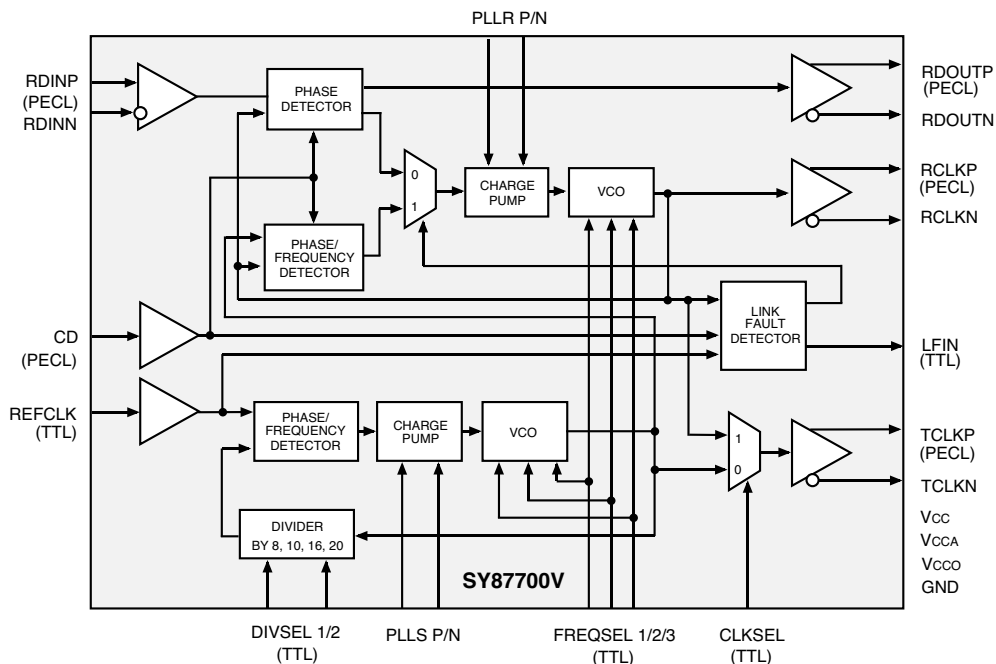 PLLR P/N
RDINP
(PECL)
RDINN
PHASE
DETECTOR
RDOUTP
(PECL)
RDOUTN
0
1
CHARGE
PUMP
VCO
RCLKP
(PECL)
RCLKN
PHASE/
FREQUENCY
DETECTOR
LINK
FAULT
DETECTOR
CD
(PECL)
LFIN
(TTL)
REFCLK
(TTL)
PHASE/
FREQUENCY
DETECTOR
CHARGE
PUMP
VCO
1
0
TCLKP
(PECL)
TCLKN
DIVIDER
BY 8, 10, 16, 20
VCC
VCCA
VCCO
GND
SY87700V
DIVSEL 1/2
(TTL)
PLLS P/N
FREQSEL 1/2/3
(TTL)
CLKSEL
(TTL)